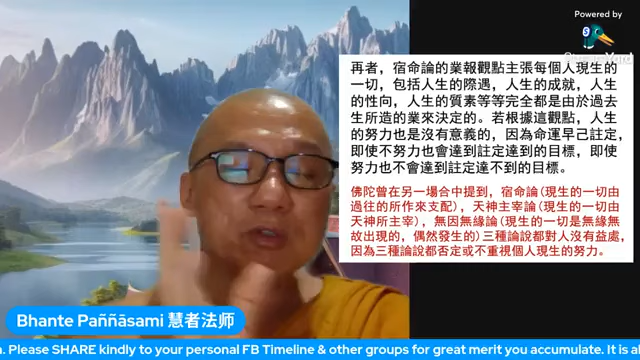 Powered by
再者，宿命論的業報觀點主張每個人現生的
一切，包括人生的際遇，人生的成就，人生
的性向，人生的質素等等完全都是由於過去
生所造的業來決定的。若根據這觀點，人生
的努力也是沒有意義的，因為命運早己註定，
即使不努力也會達到註定達到的目標，即使
努力也不會達到註定達不到的目標。
佛陀曾在另一場合中提到，宿命論(現生的一切由
過往的所作來支配)，天神主宰論(現生的一切由
天神所主宰)，無因無緣論(現生的一切是無緣無
故出現的，偶然發生的)三種論說都對人沒有益處，
因為三種論說都否定或不重視個人現生的努力。
Bhante Paññāsami 慧者法师
. Please SHARE kindly to your personal FB Timeline & other groups for great merit you accumulate. It is al